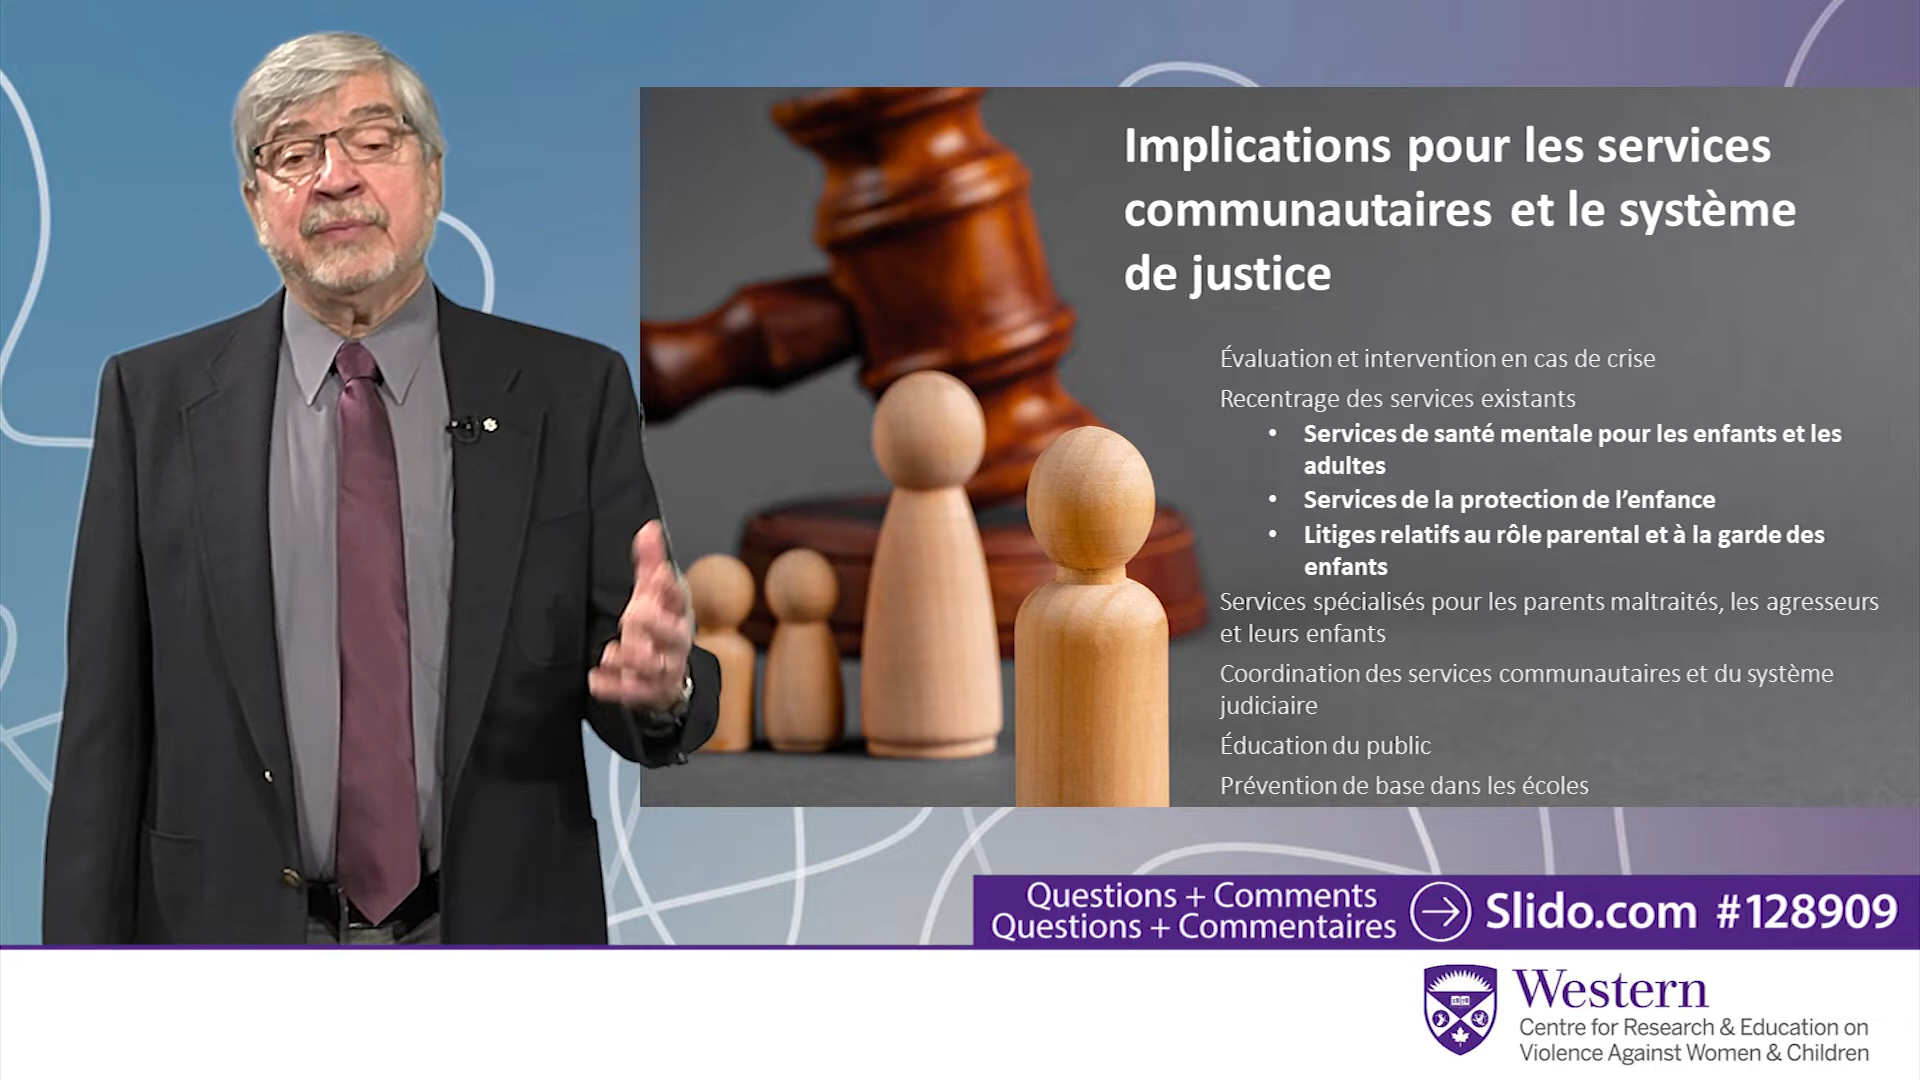 Implications pour les services
communautaires et le système
de justice
Évaluation et intervention en cas de crise
Recentrage des services existants
• Services de santé mentale pour les enfants et les
adultes
• Services de la protection de l’enfance
• Litiges relatifs au rôle parental et à la garde des
enfants
Services spécialisés pour les parents maltraités, les agresseurs
et leurs enfants
Coordination des services communautaires et du système
judiciaire
Éducation du public
Prévention de base dans les écoles
Questions + Comments
Questions + Commentaires
Slido.com #128909
Western
Centre for Research & Education on
Violence Against Women & Children